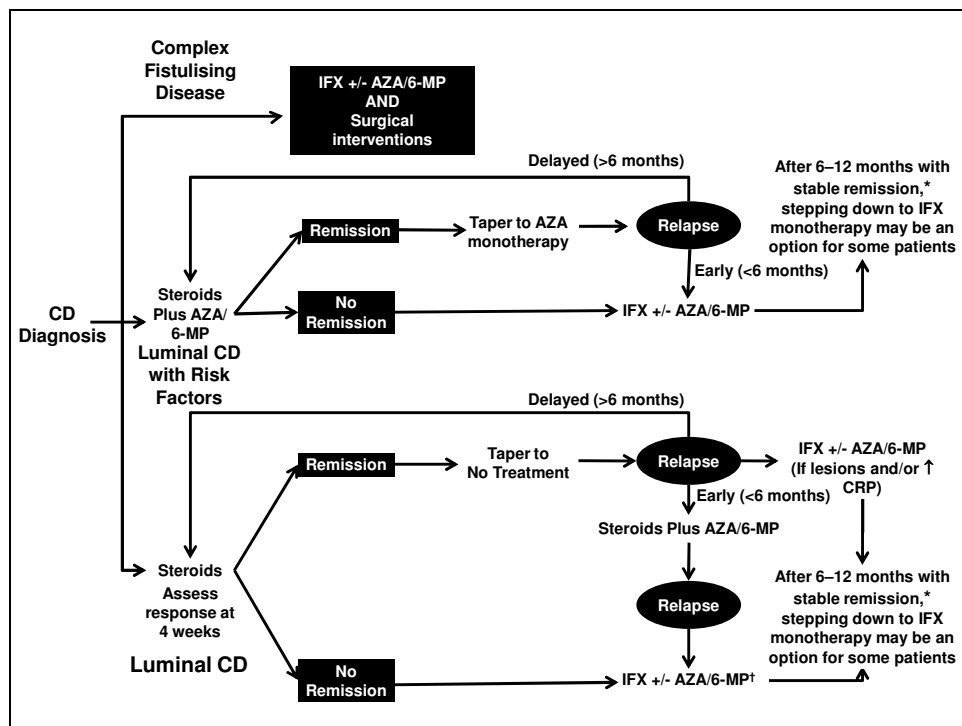 Complex
Fistulising
Disease
IFX +/- AZA/6-MP
AND
Surgical
interventions
Delayed (>6 months)
After 6–12 months with
stable remission,*
stepping down to IFX
monotherapy may be an
option for some patients
Remission
Taper to AZA
monotherapy
Relapse
Early (<6 months)
CD
Diagnosis
Steroids
Plus AZA/
6-MP
No
Remission
IFX +/- AZA/6-MP
Luminal CD
with Risk
Factors
Delayed (>6 months)
Remission
Taper to
No Treatment
Relapse
IFX +/- AZA/6-MP
(If lesions and/or ↑
CRP)
Early (<6 months)
Steroids Plus AZA/6-MP
Steroids
Assess
response at
4 weeks
Relapse
After 6–12 months with
stable remission,*
stepping down to IFX
monotherapy may be an
option for some patients
Luminal CD
No
Remission
IFX +/- AZA/6-MP†